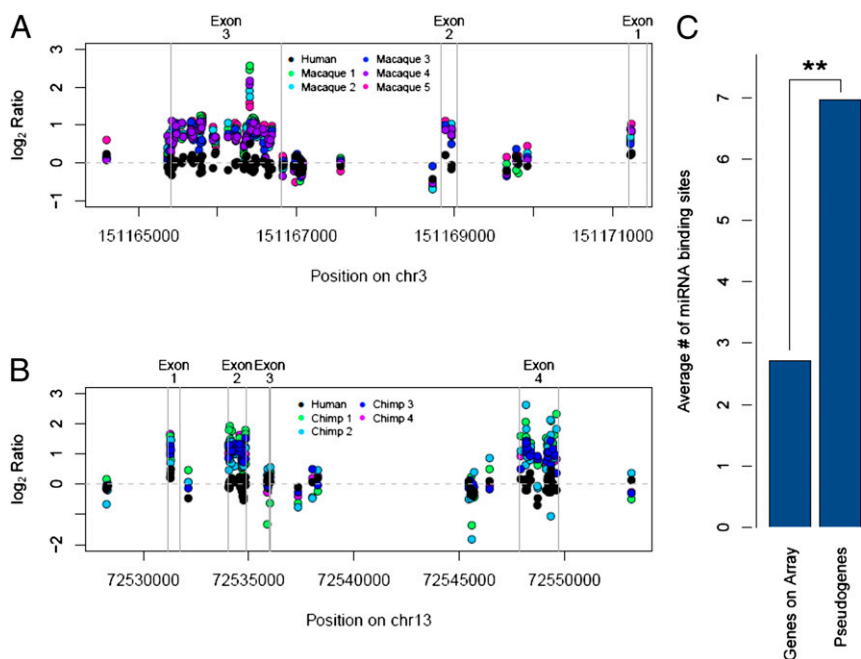 A
Exon
3
Exon
2
Exon
1
log2 Ratio
3
2
1
0
-1
Human
Macaque 1
Macaque 2
Macaque 3
Macaque 4
Macaque 5
151165000
151167000
151169000
151171000
Position on chr3
B
Exon
1
Exon
2
Exon
3
Exon
4
log2 Ratio
3
2
1
0
-2
Human
Chimp 1
Chimp 2
Chimp 3
Chimp 4
72530000
72535000
72540000
72545000
72550000
Position on chr13
C
Average # of miRNA binding sites
7
6
5
4
3
2
1
0
**
Genes on Array
Pseudogenes